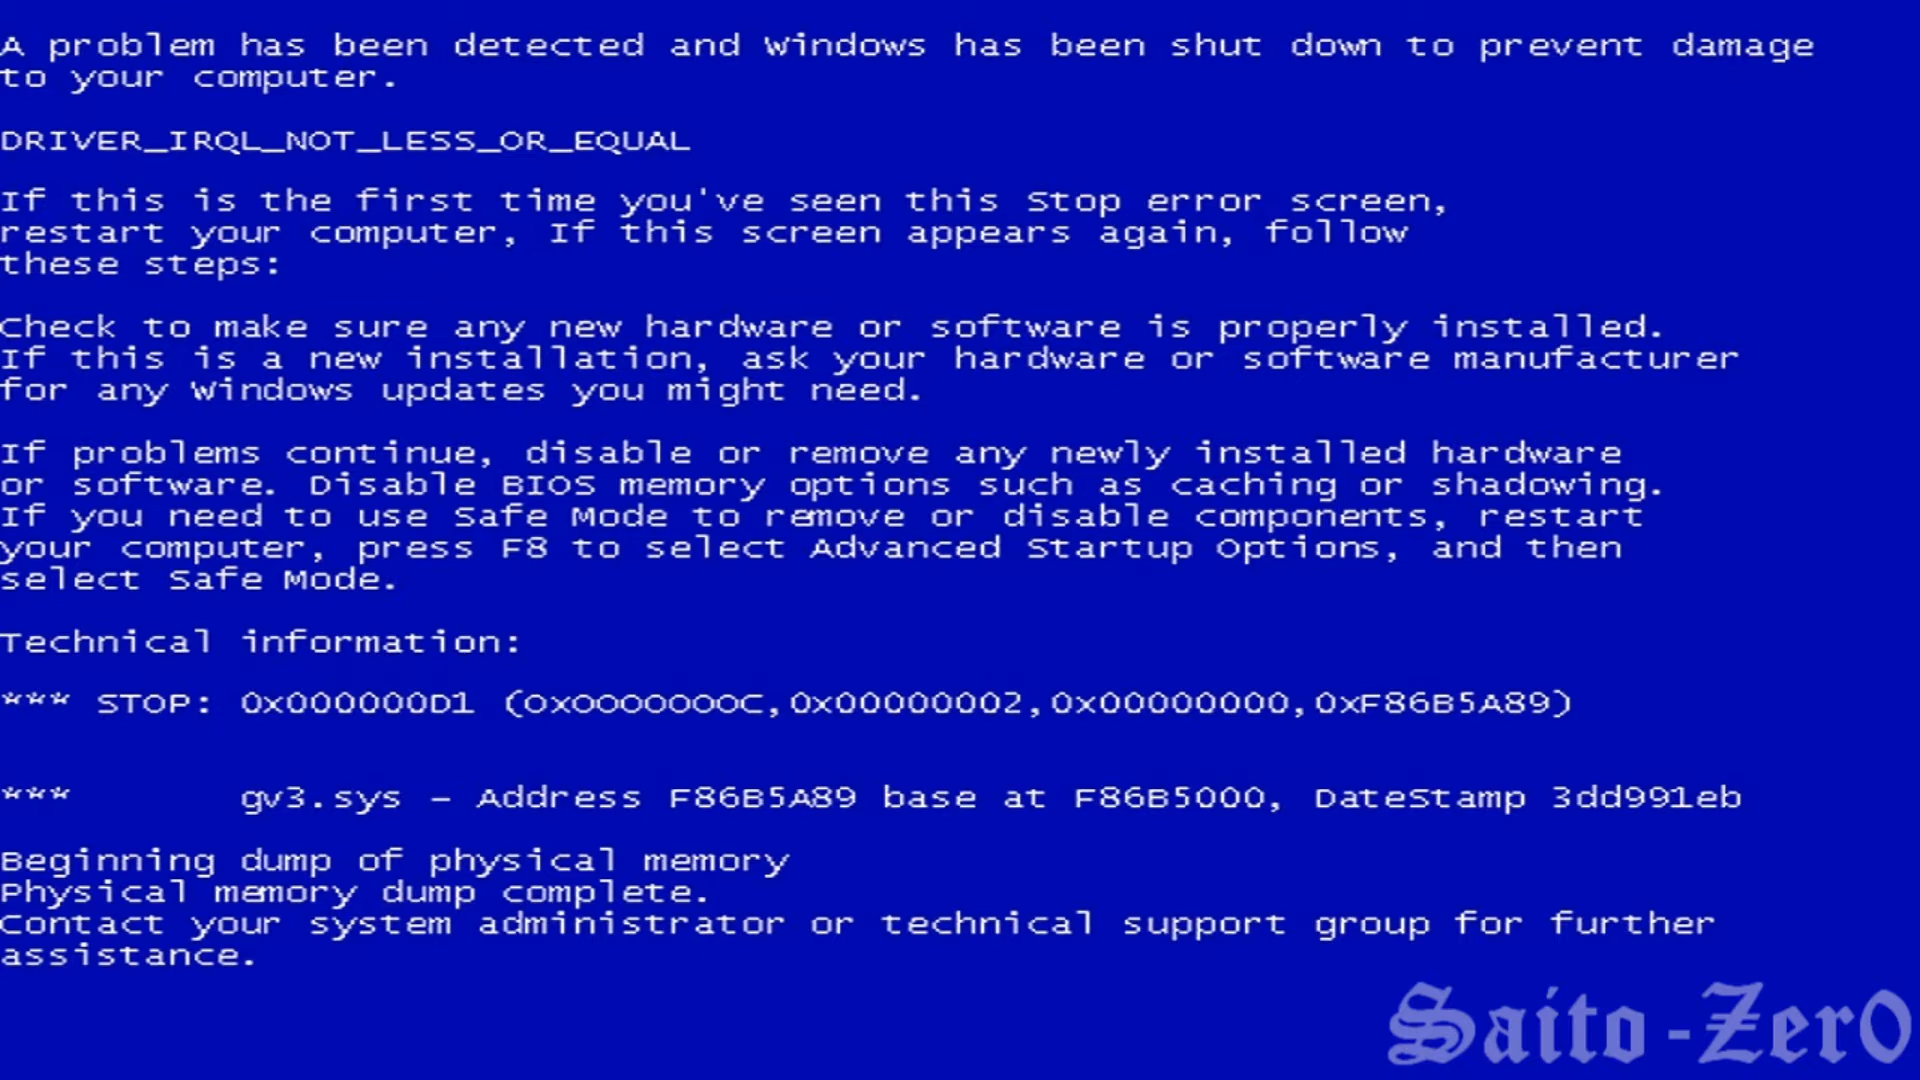 A problem has been detected and Windows has been shut down to prevent damage
to your computer.
DRIVER_IRQL_NOT_LESS_OR_EQUAL
If this is the first time you've seen this Stop error screen,
restart your computer, If this screen appears again, follow
these steps:
Check to make sure any new hardware or software is properly installed.
If this is a new installation, ask your hardware or software manufacturer
for any Windows updates you might need.
If problems continue, disable or remove any newly installed hardware
or software. Disable BIOS memory options such as caching or shadowing.
If you need to use Safe Mode to remove or disable components, restart
your computer, press F8 to select Advanced Startup Options, and then
select Safe Mode.
Technical information:
*** STOP: 0x000000D1 (0x0000000C,0x00000002,0x00000000,0xF86B5A89)
*** gv3.sys – Address F86B5A89 base at F86B5000, DateStamp 3dd991eb
Beginning dump of physical memory
Physical memory dump complete.
Contact your system administrator or technical support group for further
assistance.
Saito-Zer0